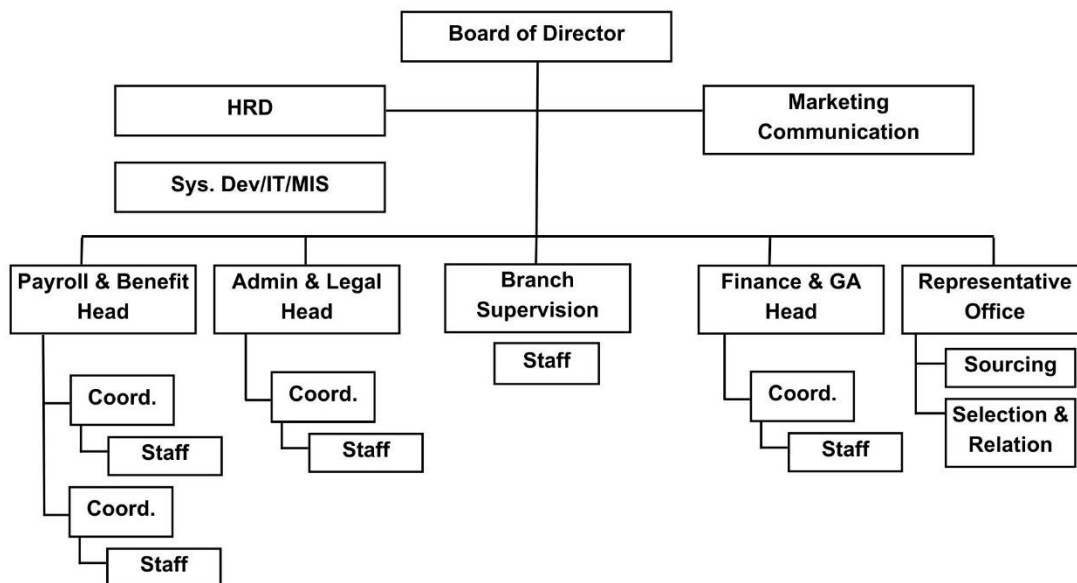 Board of Director
HRD
Marketing
Communication
Sys. Dev/IT/MIS
Payroll & Benefit
Head
Admin & Legal
Head
Branch
Supervision
Finance & GA
Head
Representative
Office
Coord.
Staff
Coord.
Staff
Coord.
Staff
Staff
Coord.
Staff
Sourcing
Selection &
Relation